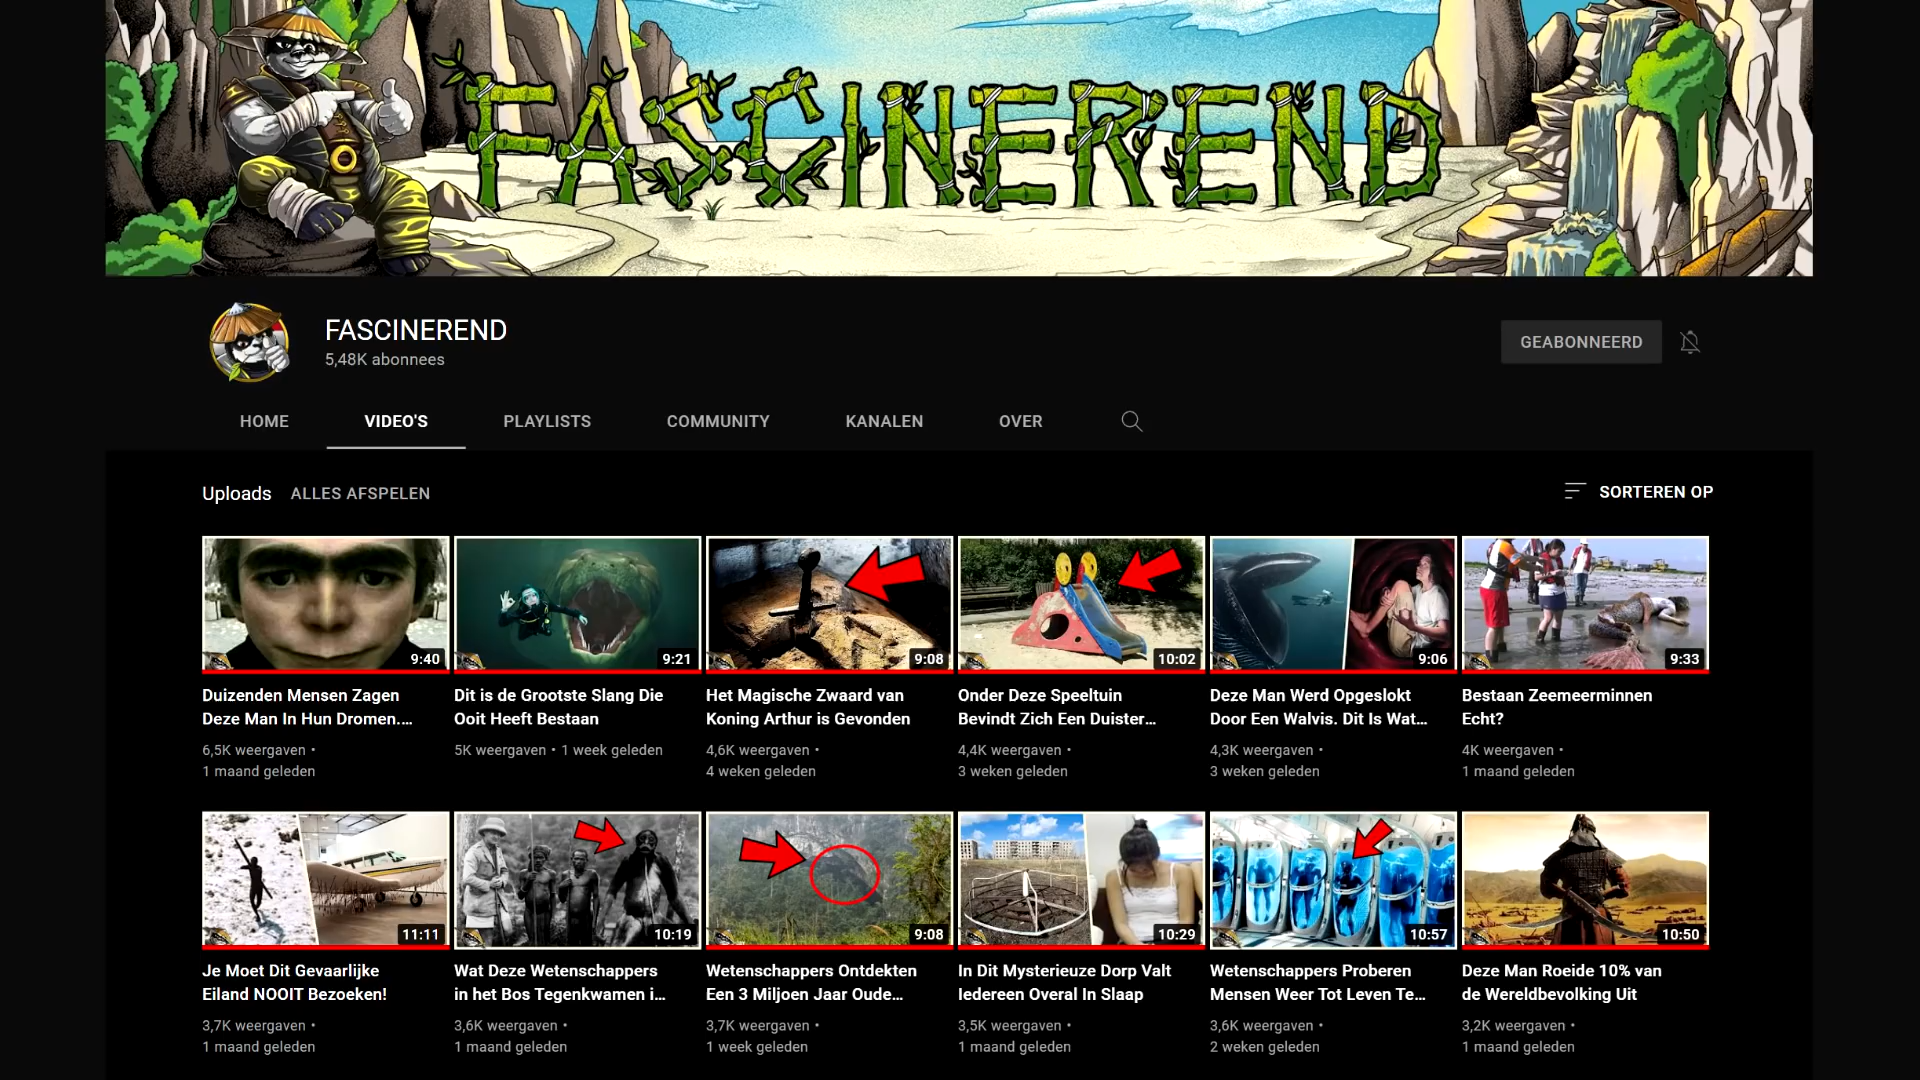 FASCINEREND
FASCINEREND
5,48K abonnees
GEABONNEERD
HOME VIDEO'S PLAYLISTS COMMUNITY KANALEN OVER
Uploads ALLES AFSPELEN SORTEREN OP
9:40 9:21 9:08 10:02 9:06 9:33
Duizenden Mensen Zagen
Deze Man In Hun Dromen....
6,5K weergaven •
1 maand geleden
Dit is de Grootste Slang Die
Ooit Heeft Bestaan
5K weergaven • 1 week geleden
Het Magische Zwaard van
Koning Arthur is Gevonden
4,6K weergaven •
4 weken geleden
Onder Deze Speeltuin
Bevindt Zich Een Duister...
4,4K weergaven •
3 weken geleden
Deze Man Werd Opgeslokt
Door Een Walvis. Dit Is Wat...
4,3K weergaven •
3 weken geleden
Bestaan Zeemeerminnen
Echt?
4K weergaven •
1 maand geleden
11:11 10:19 9:08 10:29 10:57 10:50
Je Moet Dit Gevaarlijke
Eiland NOOIT Bezoeken!
3,7K weergaven •
1 maand geleden
Wat Deze Wetenschappers
in het Bos Tegenkwamen i...
3,6K weergaven •
1 maand geleden
Wetenschappers Ontdekten
Een 3 Miljoen Jaar Oude...
3,7K weergaven •
1 week geleden
In Dit Mysterieuze Dorp Valt
Iedereen Overal In Slaap
3,5K weergaven •
1 maand geleden
Wetenschappers Proberen
Mensen Weer Tot Leven Te...
3,6K weergaven •
2 weken geleden
Deze Man Roeide 10% van
de Wereldbevolking Uit
3,2K weergaven •
1 maand geleden